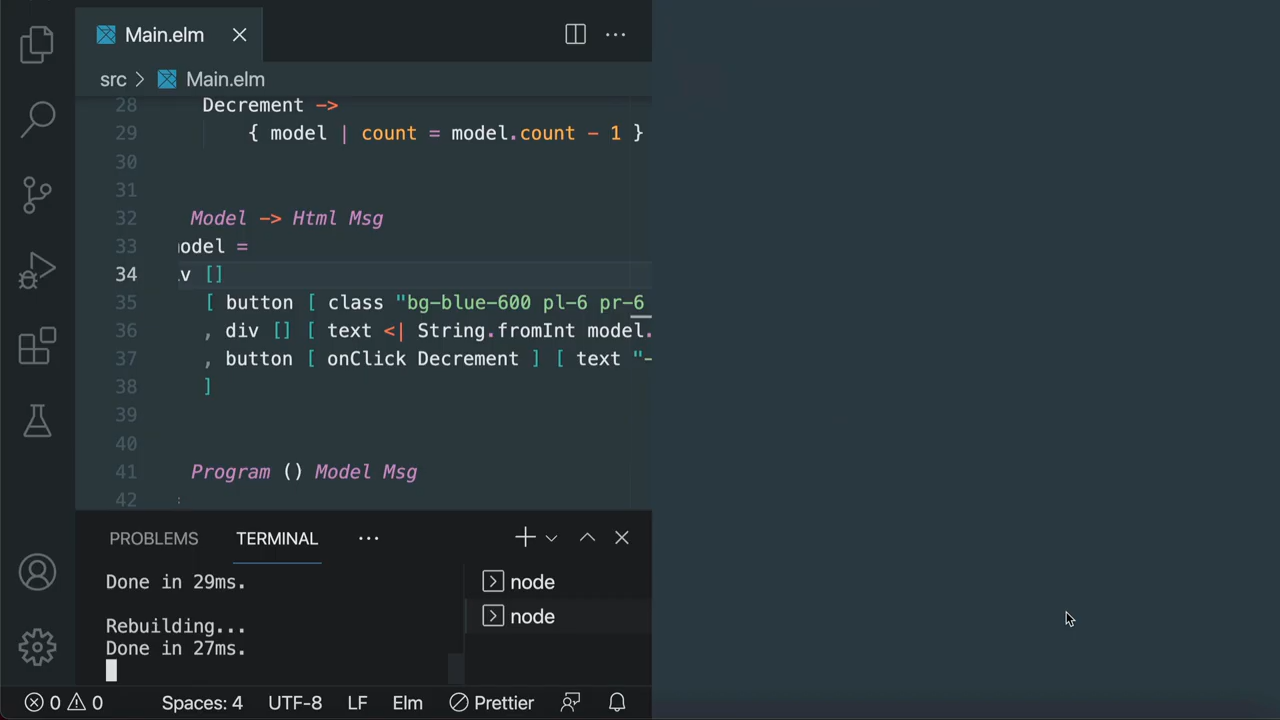 Main.elm
src > Main.elm
28 Decrement ->
29 { model | count = model.count - 1 }
30
31
32 Model -> Html Msg
33 model =
34 v []
35 [ button [ class "bg-blue-600 pl-6 pr-6
36 , div [] [ text <| String.fromInt model.
37 , button [ onClick Decrement ] [ text "-
38 ]
39
40
41 Program () Model Msg
42 :
PROBLEMS TERMINAL ...
Done in 29ms.
node
Rebuilding...
node
Done in 27ms.
0 0 Spaces: 4 UTF-8 LF Elm Prettier